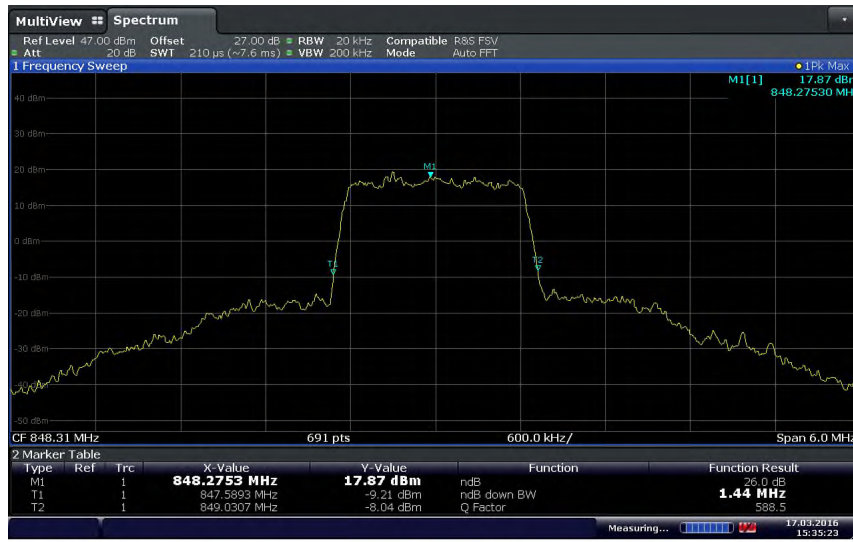 MultiView Spectrum
Ref Level 47.00 dBm Offset 27.00 dB RBW 20 kHz Compatible R&S FSV
Att 20 dB SWT 210 µs (~7.6 ms) VBW 200 kHz Mode Auto FFT
1 Frequency Sweep 1Pk Max
M1[1] 17.87 dBm
848.27530 MH
40 dBm
30 dBm
20 dBm
M1
10 dBm
0 dBm
T1 T2
-10 dBm
-20 dBm
-30 dBm
-40 dBm
-50 dBm
CF 848.31 MHz 691 pts 600.0 kHz/ Span 6.0 MHz
2 Marker Table
Type Ref Trc X-Value Y-Value Function Function Result
M1 1 848.2753 MHz 17.87 dBm ndB 26.0 dB
T1 1 847.5893 MHz -9.21 dBm ndB down BW 1.44 MHz
T2 1 849.0307 MHz -8.04 dBm Q Factor 588.5
Measuring... 17.03.2016
15:35:23